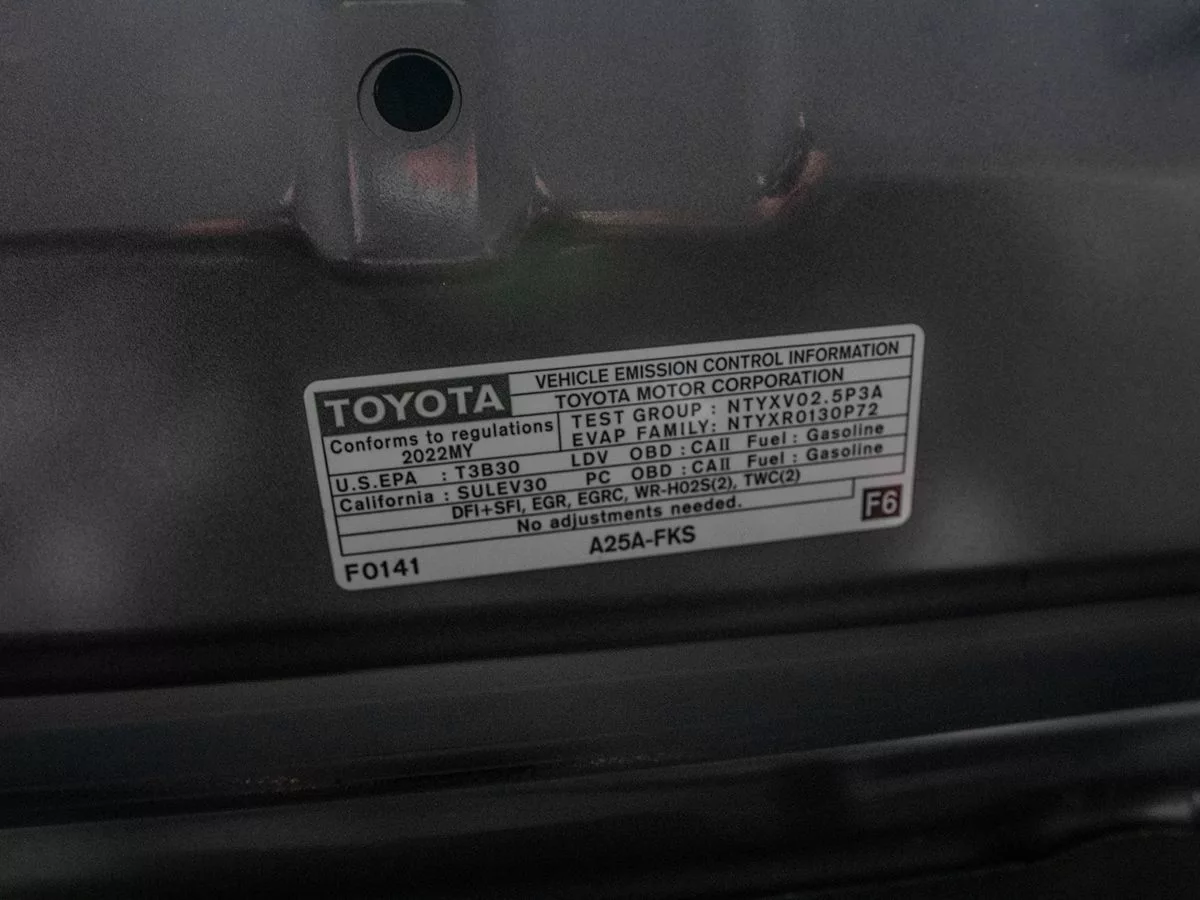 TOYOTA
VEHICLE EMISSION CONTROL INFORMATION
TOYOTA MOTOR CORPORATION
Conforms to regulations
2022MY
TEST GROUP : NTYXV02.5P3A
EVAP FAMILY: NTYXR0130P72
U.S.EPA : T3B30 LDV OBD : CAII Fuel : Gasoline
California : SULEV30 PC OBD : CAII Fuel : Gasoline
DFI+SFI, EGR, EGRC, WR-HO2S(2), TWC(2)
No adjustments needed.
F6
F0141
A25A-FKS